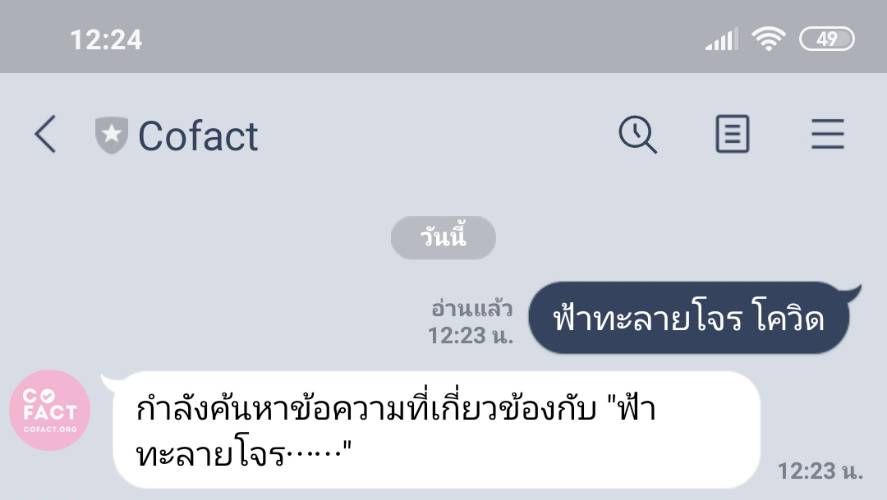 12:24
49
Cofact
วันนี้
ฟ้าทะลายโจร โควิด
อ่านแล้ว
12:23 น.
CO
FACT
COFACT.ORG
กำลังค้นหาข้อความที่เกี่ยวข้องกับ "ฟ้า
ทะลายโจร⋯⋯"
12:23 น.